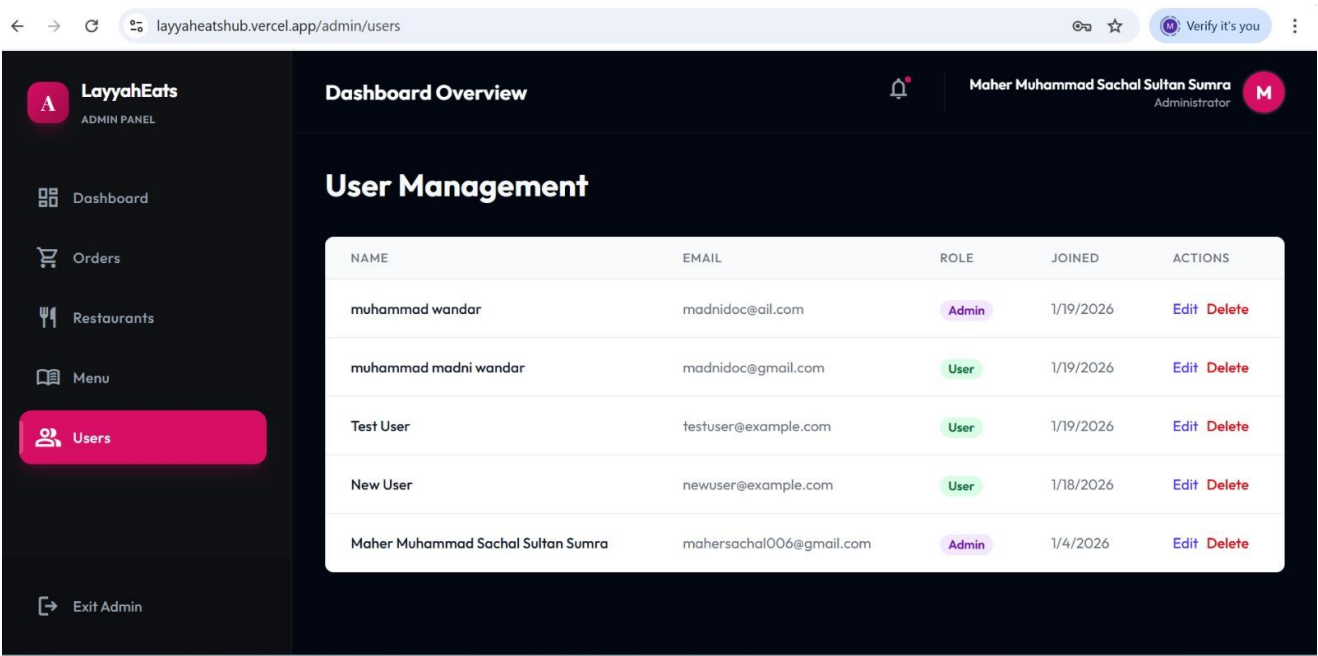 layyaheatshub.vercel.app/admin/users
M Verify it's you
A LayyahEats
ADMIN PANEL
Dashboard Overview
Maher Muhammad Sachal Sultan Sumra
Administrator
M
Dashboard
Orders
Restaurants
Menu
Users
Exit Admin
User Management
NAME EMAIL ROLE JOINED ACTIONS
muhammad wandar madnidoc@ail.com Admin 1/19/2026 Edit Delete
muhammad madni wandar madnidoc@gmail.com User 1/19/2026 Edit Delete
Test User testuser@example.com User 1/19/2026 Edit Delete
New User newuser@example.com User 1/18/2026 Edit Delete
Maher Muhammad Sachal Sultan Sumra mahersachal006@gmail.com Admin 1/4/2026 Edit Delete